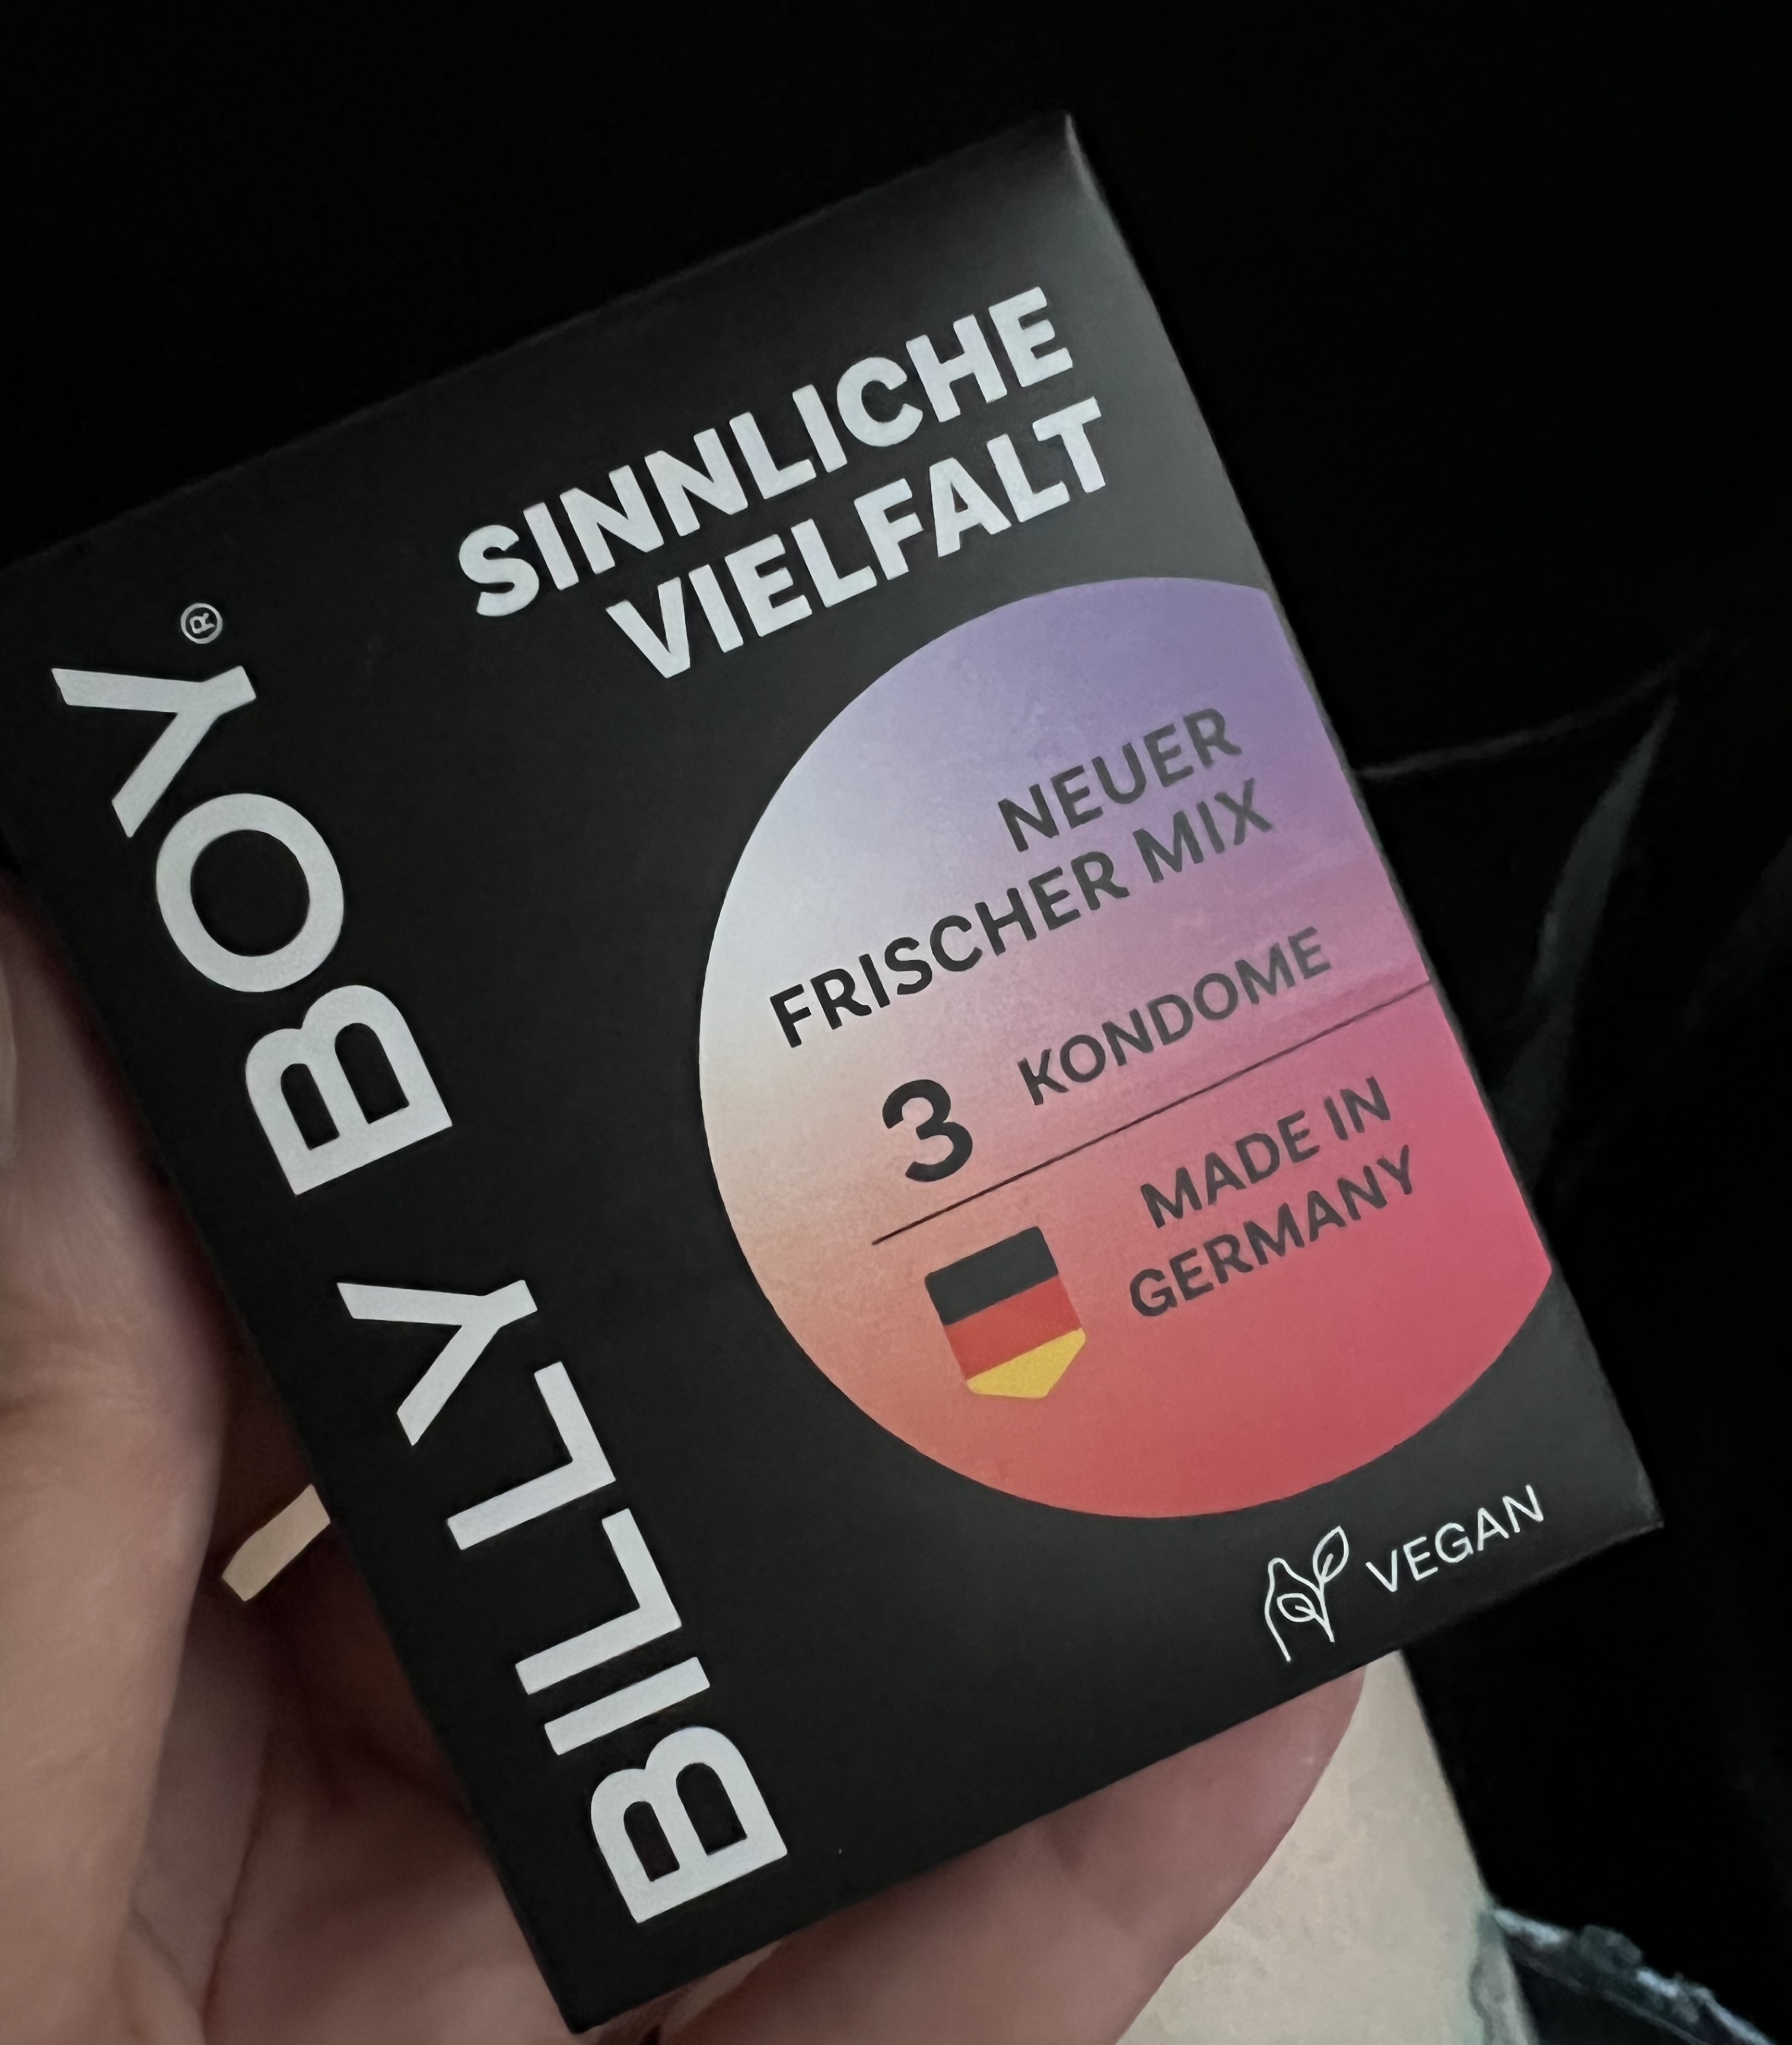 BILLY BOY®
SINNLICHE
VIELFALT
NEUER
FRISCHER MIX
3 KONDOME
MADE IN
GERMANY
VEGAN